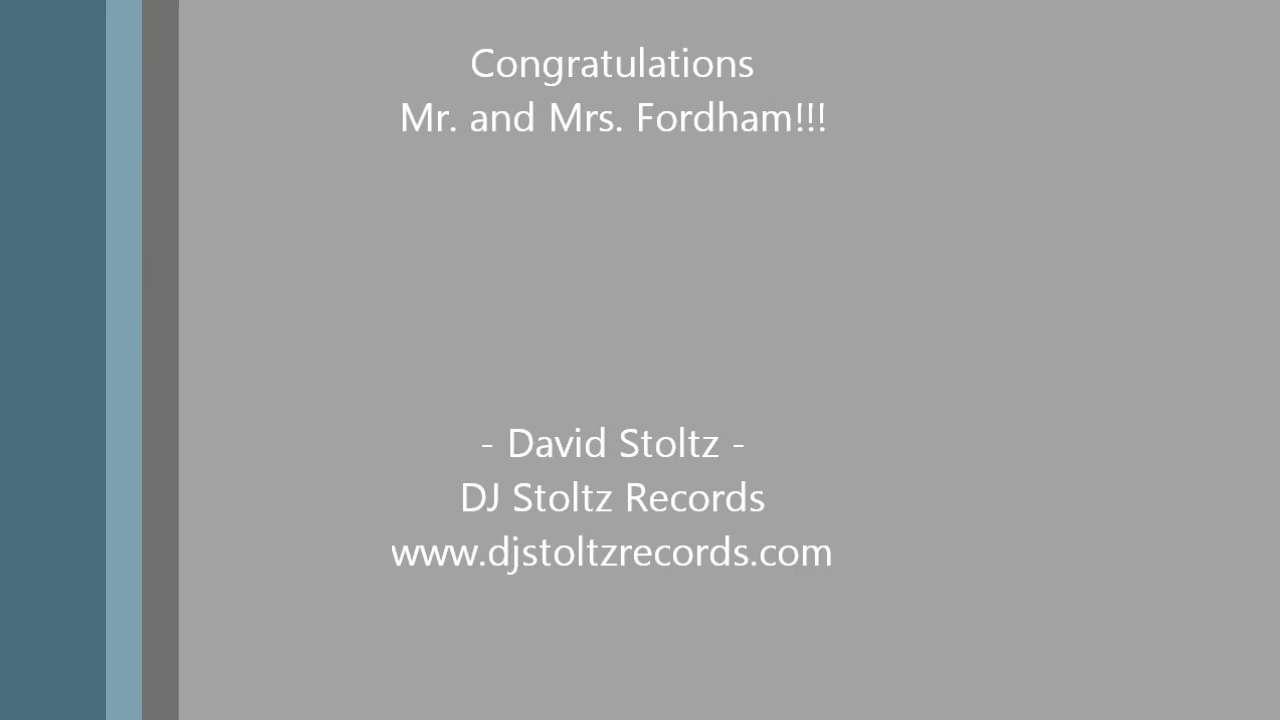 Congratulations
Mr. and Mrs. Fordham!!!
- David Stoltz -
DJ Stoltz Records
www.djstoltzrecords.com